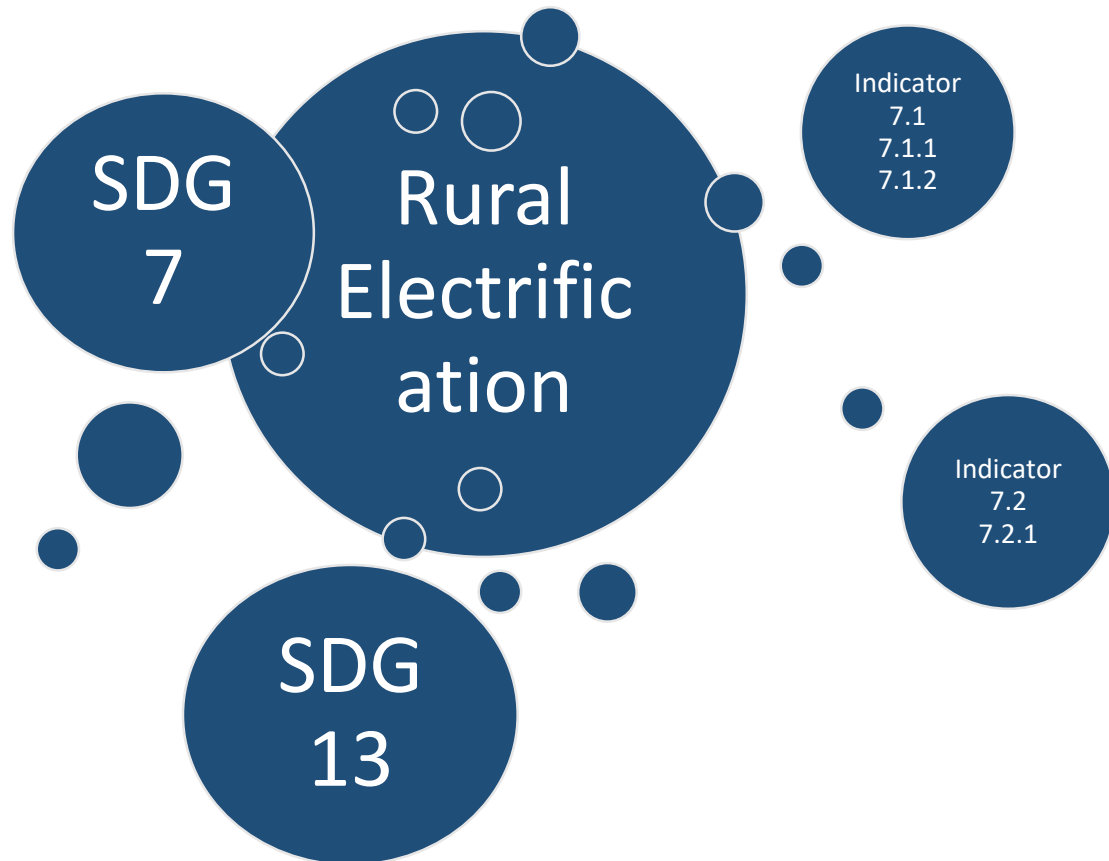 SDG
7
Rural
Electrific
ation
Indicator
7.1
7.1.1
7.1.2
Indicator
7.2
7.2.1
SDG
13